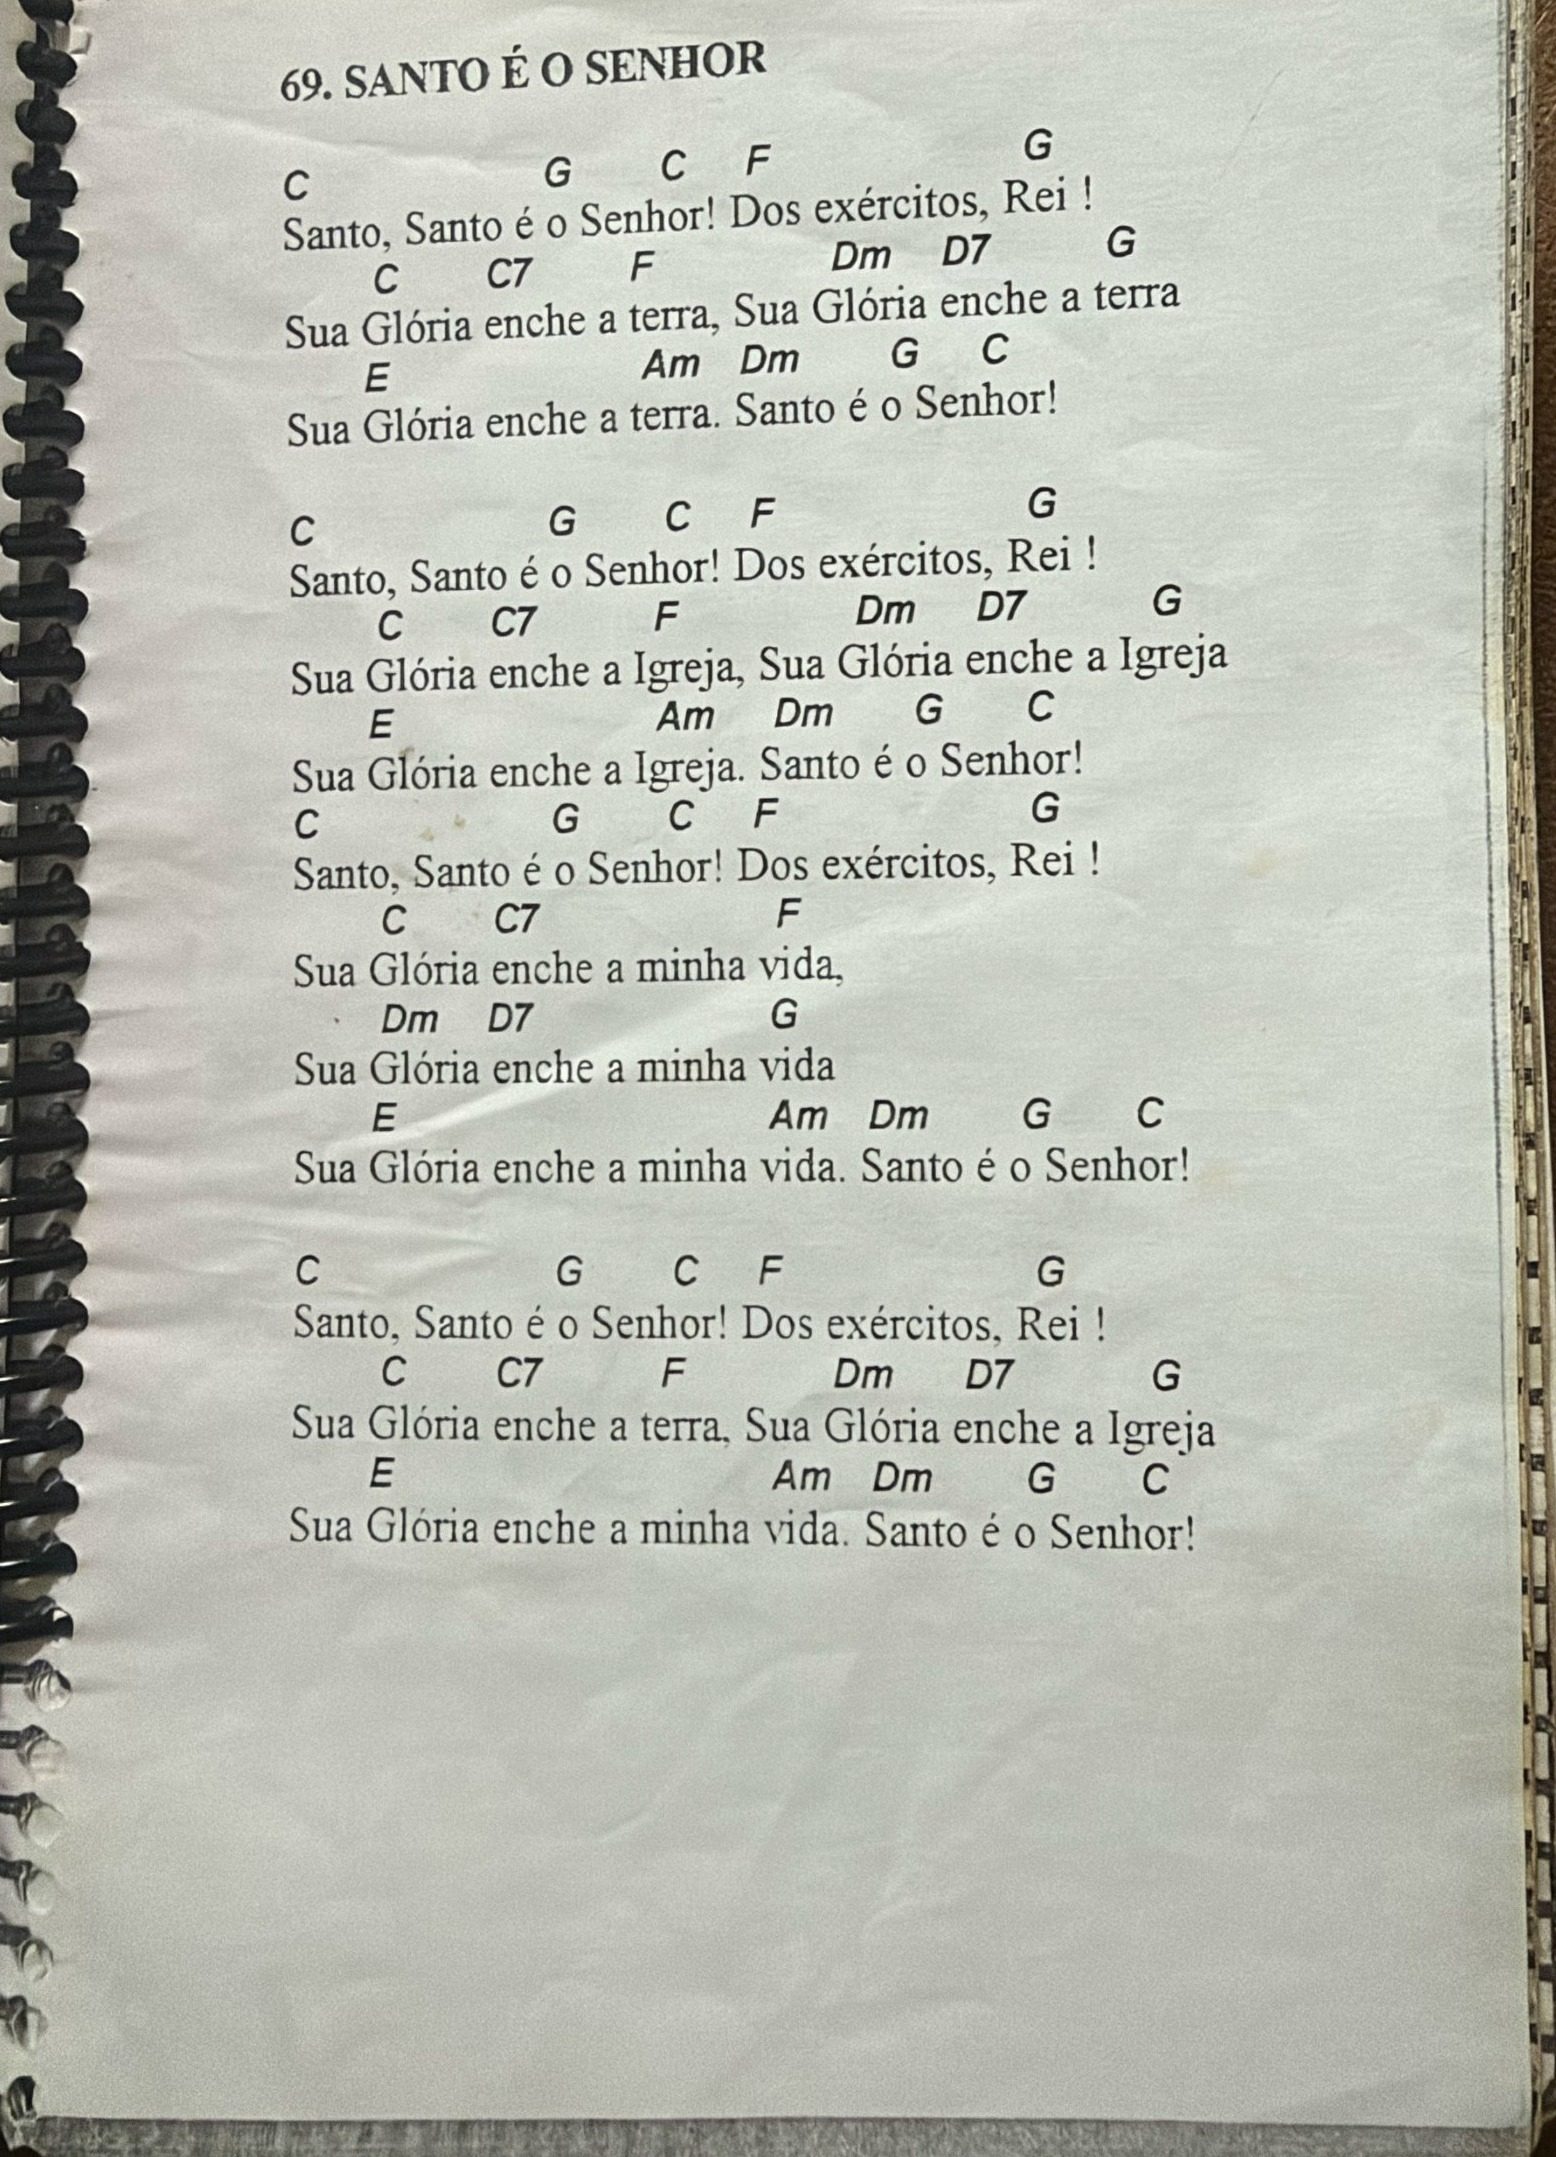 69. SANTO É O SENHOR
C G C F G
Santo, Santo é o Senhor! Dos exércitos, Rei !
C C7 F Dm D7 G
Sua Glória enche a terra, Sua Glória enche a terra
E Am Dm G C
Sua Glória enche a terra. Santo é o Senhor!
C G C F G
Santo, Santo é o Senhor! Dos exércitos, Rei !
C C7 F Dm D7 G
Sua Glória enche a Igreja, Sua Glória enche a Igreja
E Am Dm G C
Sua Glória enche a Igreja. Santo é o Senhor!
C G C F G
Santo, Santo é o Senhor! Dos exércitos, Rei !
C C7 F
Sua Glória enche a minha vida,
Dm D7 G
Sua Glória enche a minha vida
E Am Dm G C
Sua Glória enche a minha vida. Santo é o Senhor!
C G C F G
Santo, Santo é o Senhor! Dos exércitos, Rei !
C C7 F Dm D7 G
Sua Glória enche a terra, Sua Glória enche a Igreja
E Am Dm G C
Sua Glória enche a minha vida. Santo é o Senhor!